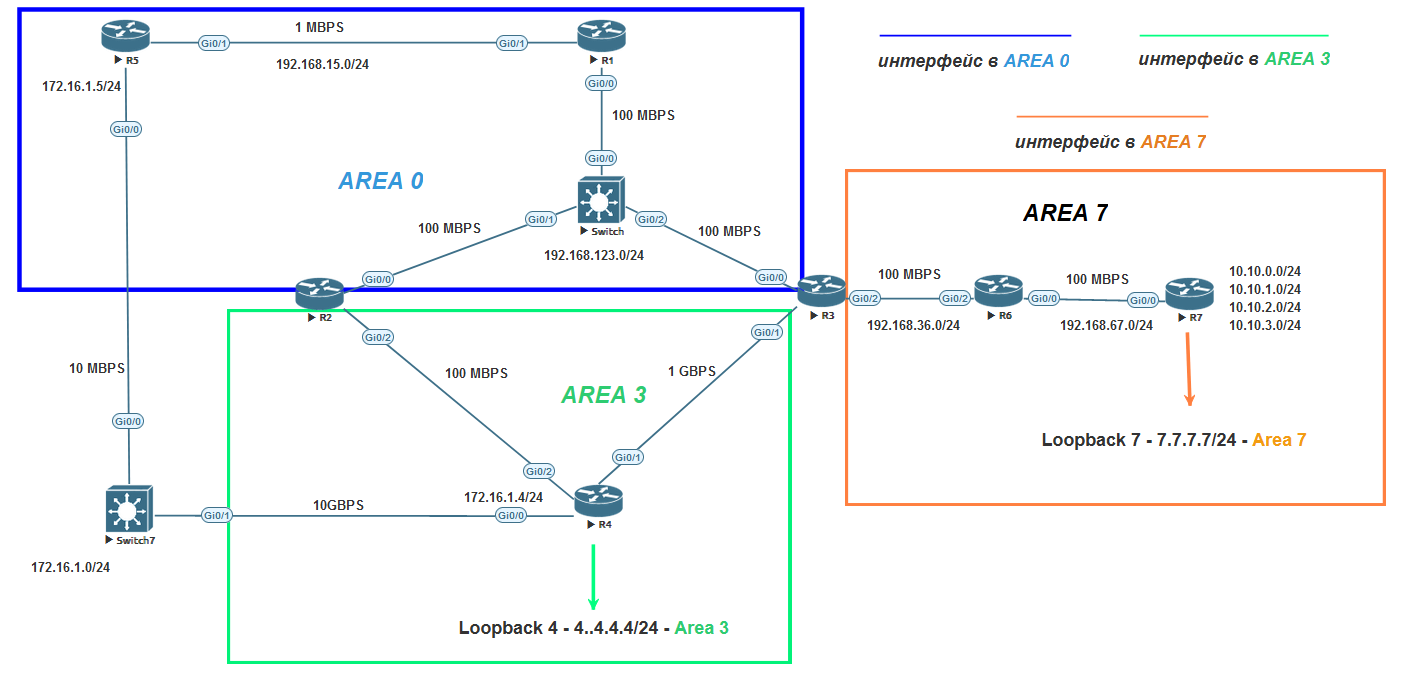 1 MBPS
Gi0/1
Gi0/1
R5
R1
192.168.15.0/24
172.16.1.5/24
Gi0/0
Gi0/0
100 MBPS
Gi0/0
AREA 0
100 MBPS
Gi0/1
Gi0/2
100 MBPS
Switch
192.168.123.0/24
Gi0/0
Gi0/0
R2
R3
интерфейс в AREA 0
интерфейс в AREA 3
интерфейс в AREA 7
AREA 7
100 MBPS
100 MBPS
Gi0/2
Gi0/2
Gi0/0
Gi0/0
R6
R7
192.168.36.0/24
192.168.67.0/24
10.10.0.0/24
10.10.1.0/24
10.10.2.0/24
10.10.3.0/24
Loopback 7 - 7.7.7.7/24 - Area 7
Gi0/2
Gi0/1
10 MBPS
100 MBPS
1 GBPS
AREA 3
Gi0/0
Gi0/2
Gi0/1
172.16.1.4/24
10GBPS
Gi0/1
Gi0/0
R4
Switch7
172.16.1.0/24
Loopback 4 - 4..4.4.4/24 - Area 3